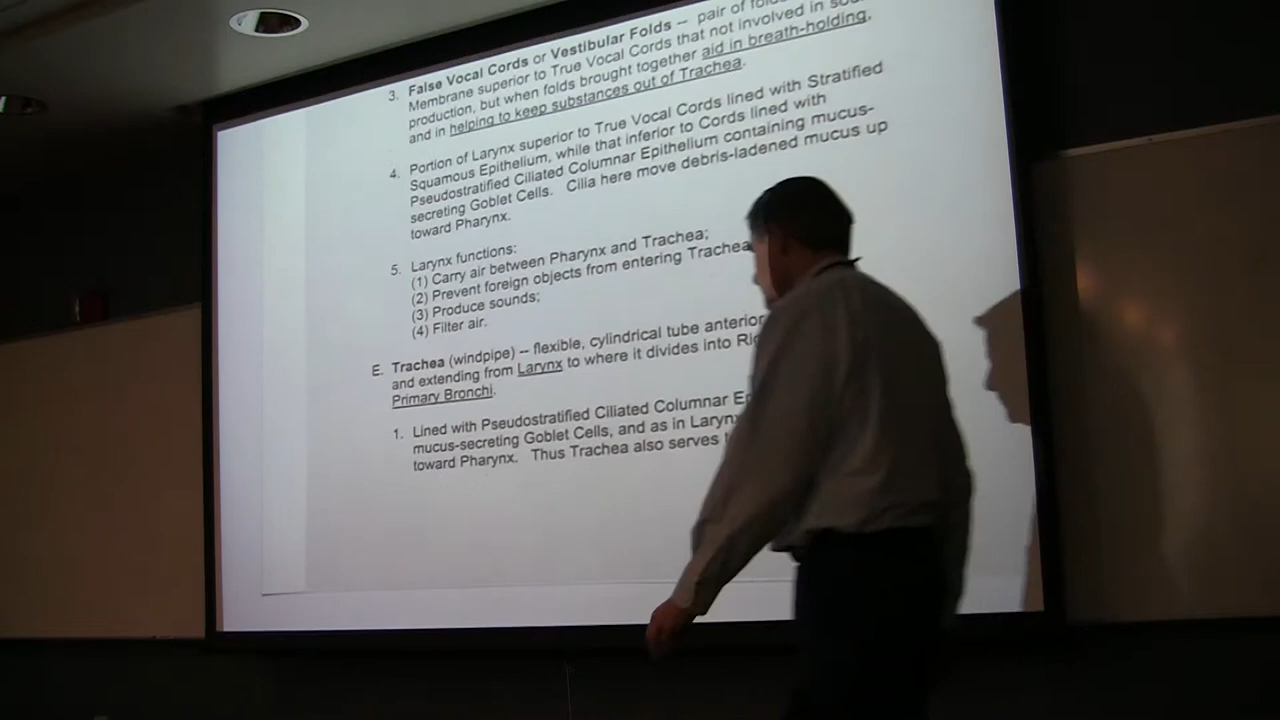 3. False Vocal Cords or Vestibular Folds -- pair of folds
Membrane superior to True Vocal Cords that not involved in
production, but when folds brought together aid in breath-holding,
and in helping to keep substances out of Trachea.
4. Portion of Larynx superior to True Vocal Cords lined with Stratified
Squamous Epithelium, while that inferior to Cords lined with
Pseudostratified Ciliated Columnar Epithelium containing mucus-
secreting Goblet Cells. Cilia here move debris-ladened mucus up
toward Pharynx.
5. Larynx functions:
(1) Carry air between Pharynx and Trachea;
(2) Prevent foreign objects from entering Trachea
(3) Produce sounds;
(4) Filter air.
E. Trachea (windpipe) -- flexible, cylindrical tube anterior
and extending from Larynx to where it divides into
Primary Bronchi.
1. Lined with Pseudostratified Ciliated Columnar
mucus-secreting Goblet Cells, and as in Larynx
toward Pharynx. Thus Trachea also serves